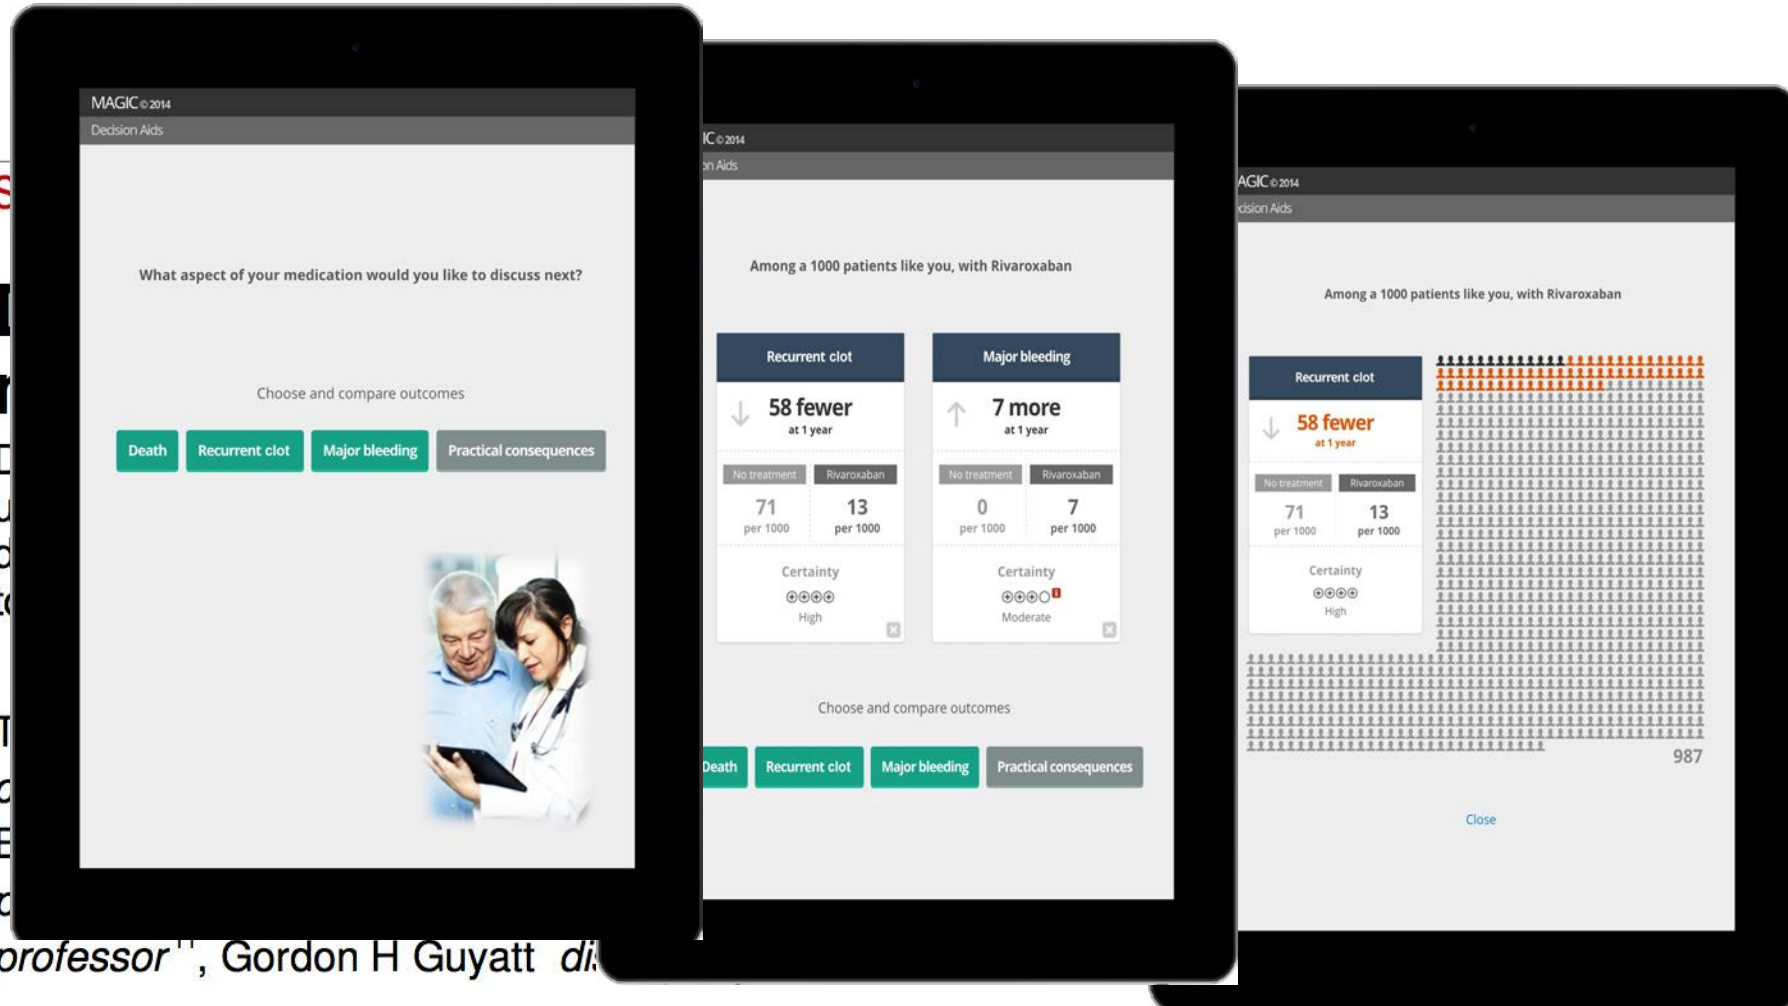 MAGIC © 2014
Decision Aids
What aspect of your medication would you like to discuss next?
Choose and compare outcomes
Death Recurrent clot Major bleeding Practical consequences
IC © 2014
on Aids
Among a 1000 patients like you, with Rivaroxaban
Recurrent clot Major bleeding
58 fewer 7 more
at 1 year at 1 year
No treatment Rivaroxaban No treatment Rivaroxaban
71 13 0 7
per 1000 per 1000 per 1000 per 1000
Certainty Certainty
High Moderate
Choose and compare outcomes
Death Recurrent clot Major bleeding Practical consequences
AGIC © 2014
cision Aids
Among a 1000 patients like you, with Rivaroxaban
Recurrent clot
58 fewer
at 1 year
No treatment Rivaroxaban
71 13
per 1000 per 1000
Certainty
High
987
Close
professor , Gordon H Guyatt